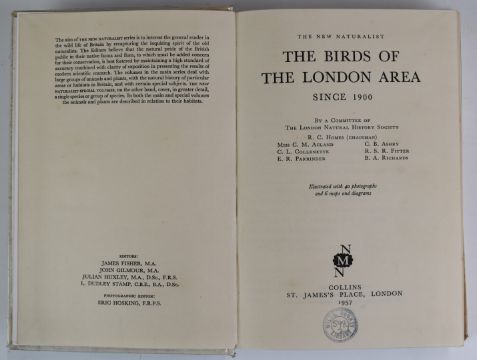 The aim of THE NEW NATURALIST series is to interest the general reader in
the wild life of Britain by recapturing the inquiring spirit of the old
naturalists. The Editors believe that the natural pride of the British
public in their native fauna and flora, to which must be added concern
for their conservation, is best fostered by maintaining a high standard of
accuracy combined with clarity of exposition in presenting the results of
modern scientific research. The volumes in the main series deal with
large groups of animals and plants, with the natural history of particular
areas or habitats in Britain, and with certain special subjects. THE NEW
NATURALIST SPECIAL VOLUMES, on the other hand, cover, in greater detail,
a single species or group of species. In both the main and special volumes
the animals and plants are described in relation to their habitats.
EDITORS:
JAMES FISHER, M.A.
JOHN GILMOUR, M.A.
JULIAN HUXLEY, M.A., D.Sc., F.R.S.
L. DUDLEY STAMP, C.B.E., B.A., D.Sc.
PHOTOGRAPHIC EDITOR:
ERIC HOSKING, F.R.P.S.
THE NEW NATURALIST
THE BIRDS OF
THE LONDON AREA
SINCE 1900
BY A COMMITTEE OF
THE LONDON NATURAL HISTORY SOCIETY
R. C. HOMES (CHAIRMAN)
MISS C. M. ACLAND C. B. ASHBY
C. L. COLLENETTE R. S. R. FITTER
E. R. PARRINDER B. A. RICHARDS
Illustrated with 40 photographs
and 6 maps and diagrams
N
M
N
COLLINS
ST. JAMES'S PLACE, LONDON
1957